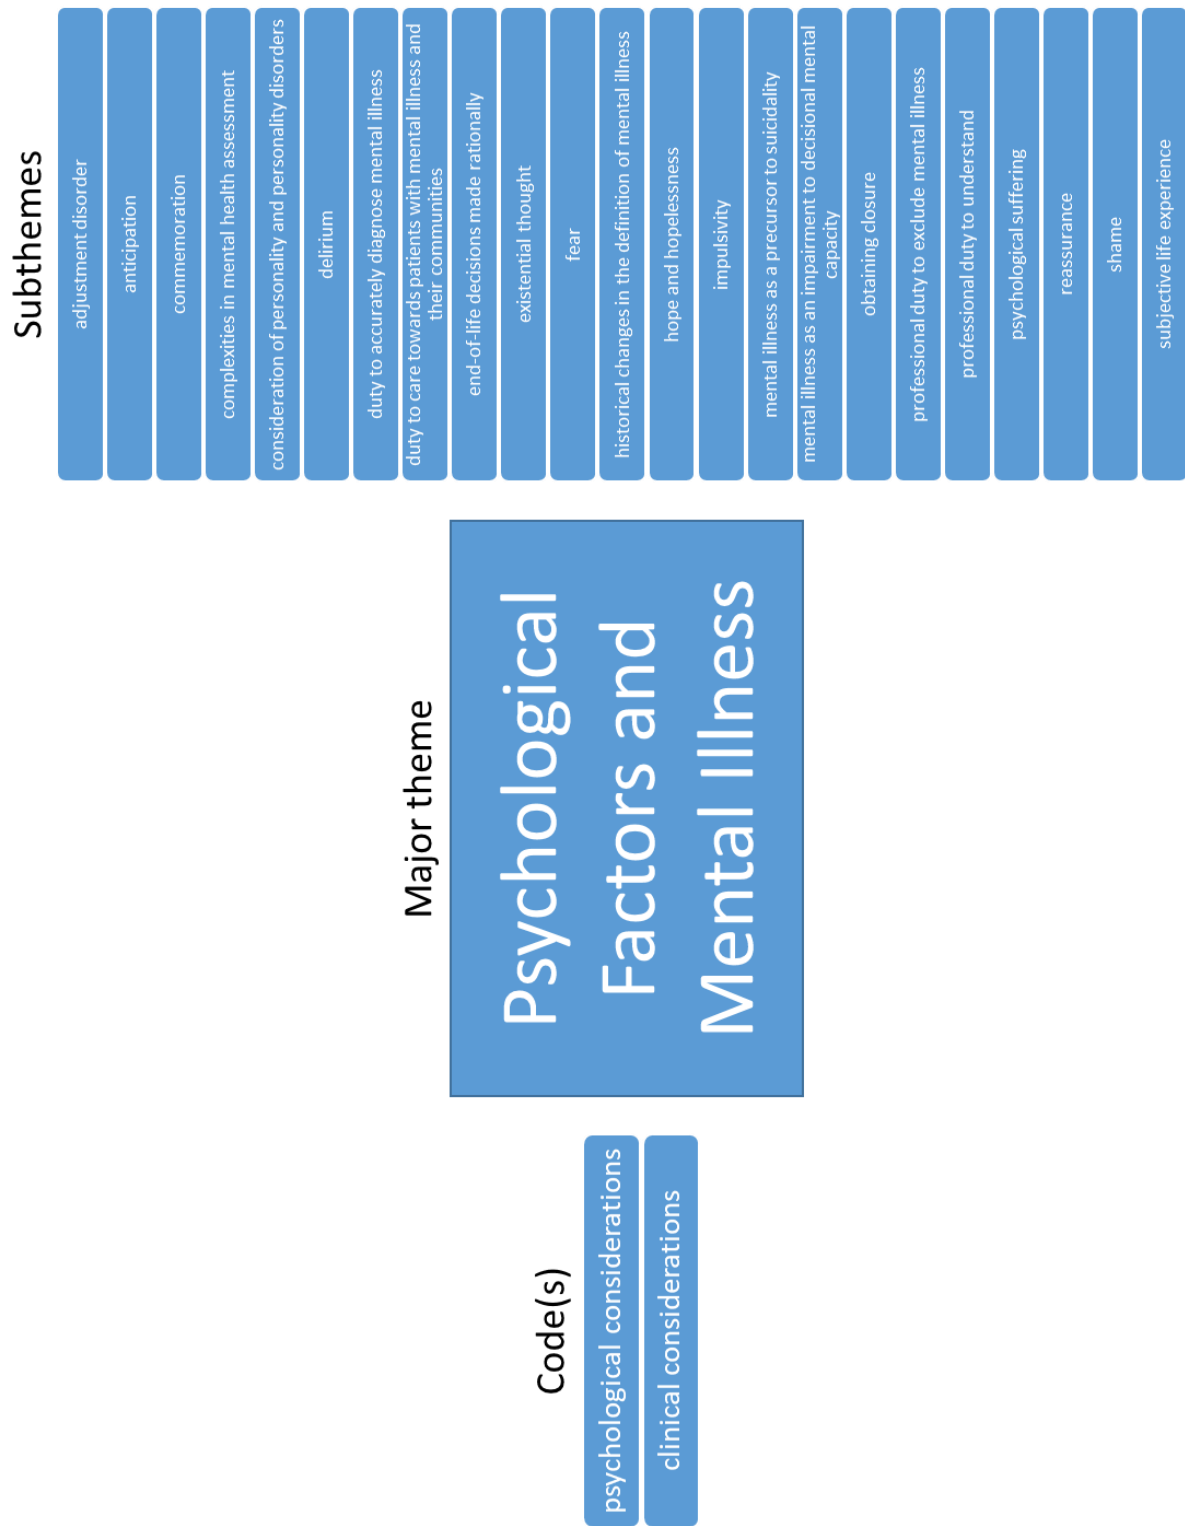 Code(s)
psychological considerations
clinical considerations
Major theme
Psychological
Factors and
Mental Illness
Subthemes
adjustment disorder
anticipation
commemoration
complexities in mental health assessment
consideration of personality and personality disorders
delirium
duty to accurately diagnose mental illness
duty to care towards patients with mental illness and
their communities
end-of-life decisions made rationally
existential thought
fear
historical changes in the definition of mental illness
hope and hopelessness
impulsivity
mental illness as a precursor to suicidality
mental illness as an impairment to decisional mental
capacity
obtaining closure
professional duty to exclude mental illness
professional duty to understand
psychological suffering
reassurance
shame
subjective life experience